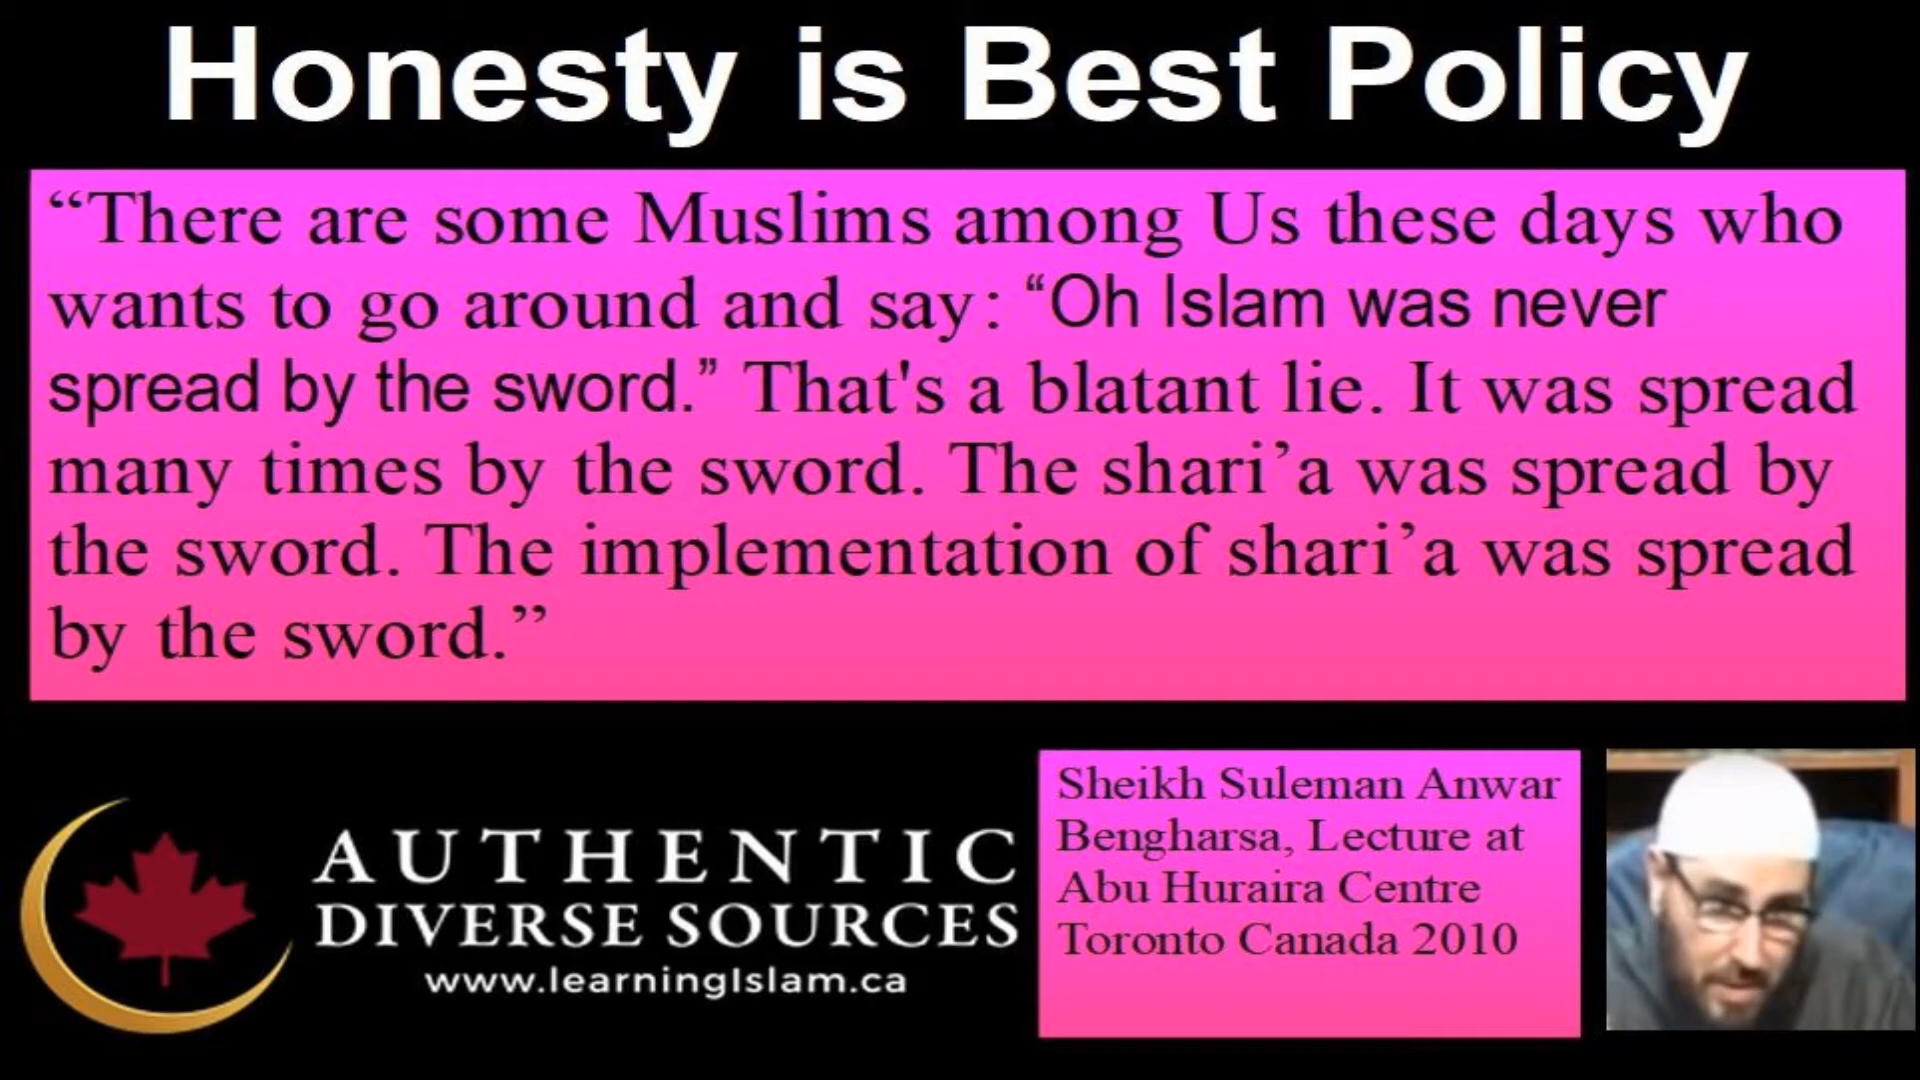 Honesty is Best Policy
“There are some Muslims among Us these days who
wants to go around and say: “Oh Islam was never
spread by the sword.” That's a blatant lie. It was spread
many times by the sword. The shari’a was spread by
the sword. The implementation of shari’a was spread
by the sword.”
AUTHENTIC
DIVERSE SOURCES
www.learningIslam.ca
Sheikh Suleman Anwar
Bengharsa, Lecture at
Abu Huraira Centre
Toronto Canada 2010